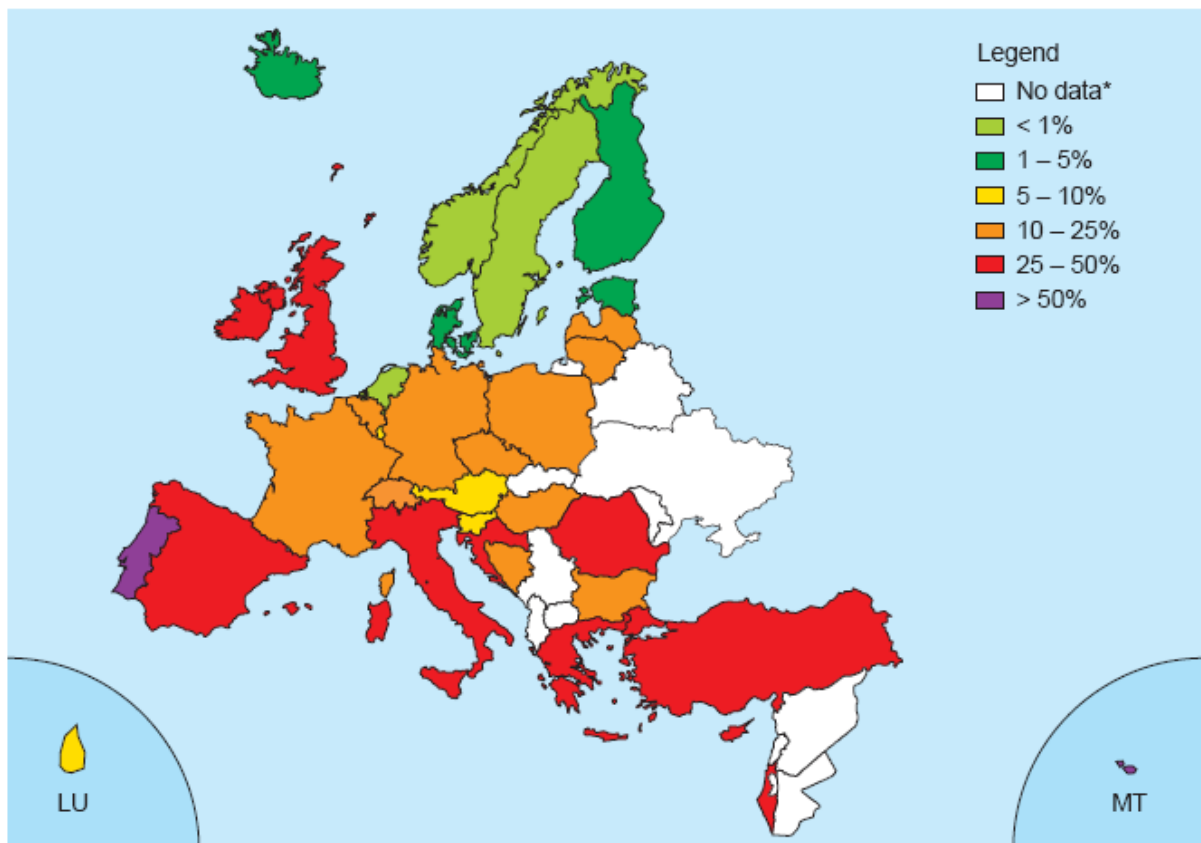 Legend
No data*
< 1%
1 – 5%
5 – 10%
10 – 25%
25 – 50%
> 50%
LU
MT